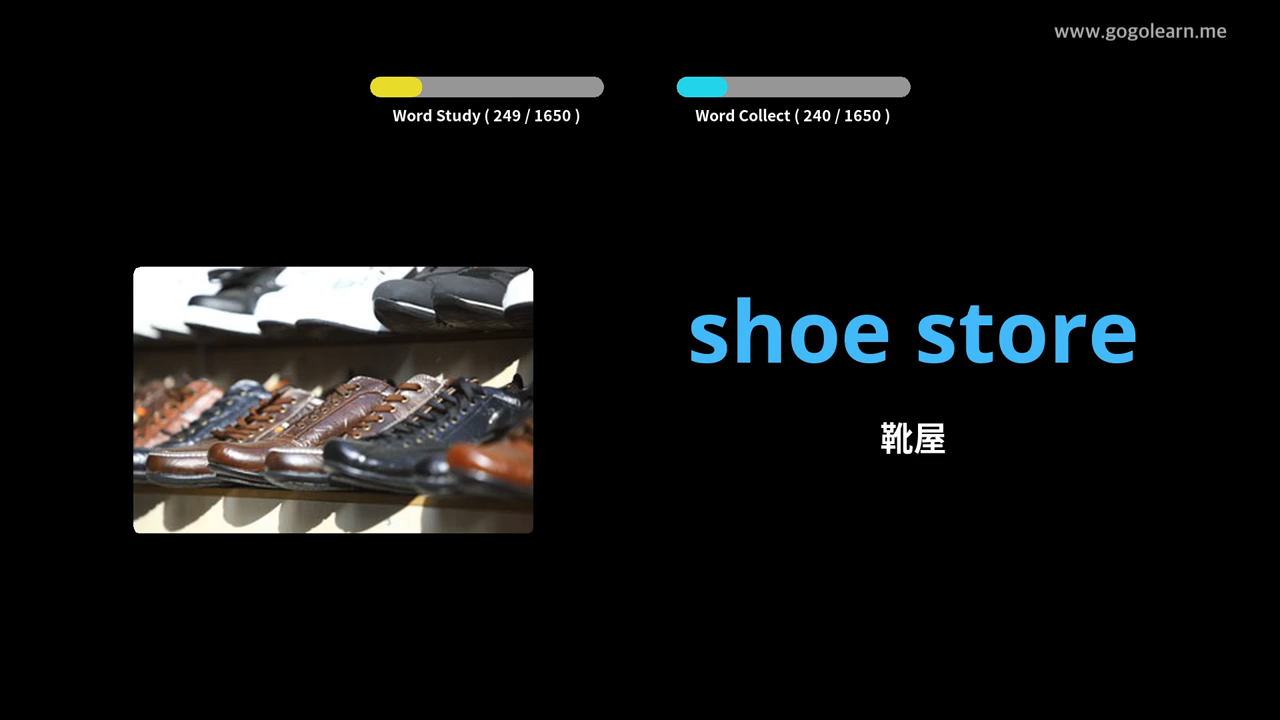 www.gogolearn.me
Word Study ( 249 / 1650 )
Word Collect ( 240 / 1650 )
shoe store
靴屋